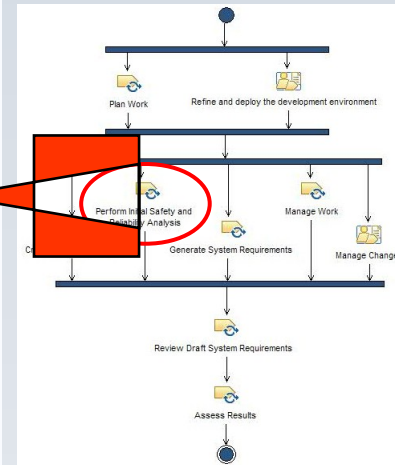 Plan Work
Refine and deploy the development environment
Perform Initial Safety and
Reliability Analysis
Manage Work
Generate System Requirements
Manage Change
Review Draft System Requirements
Assess Results